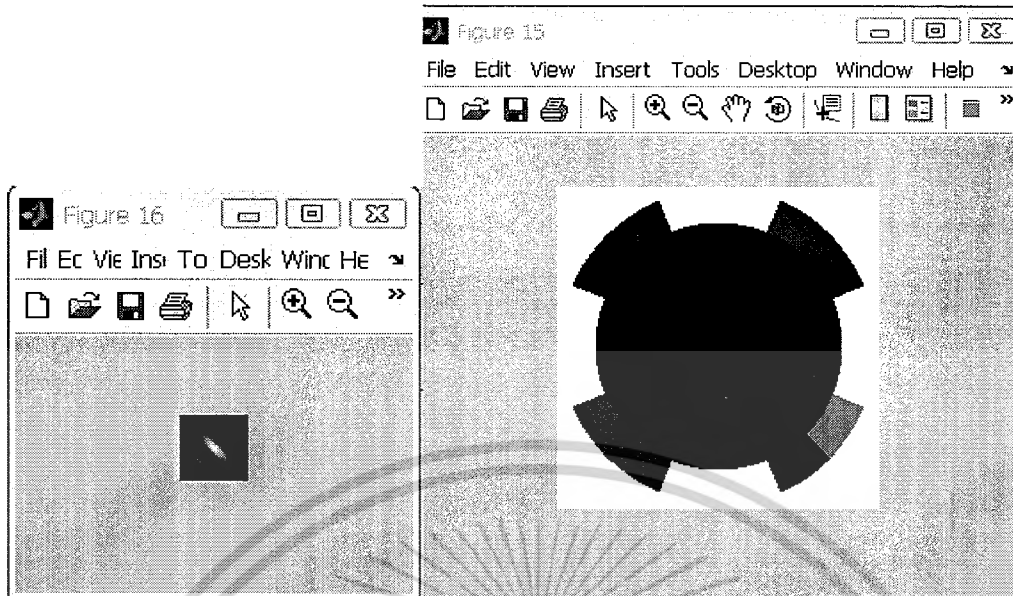 Figure 15
File Edit View Insert Tools Desktop Window Help
Figure 16
Fil Ec Vie Insi To Desk Winc He